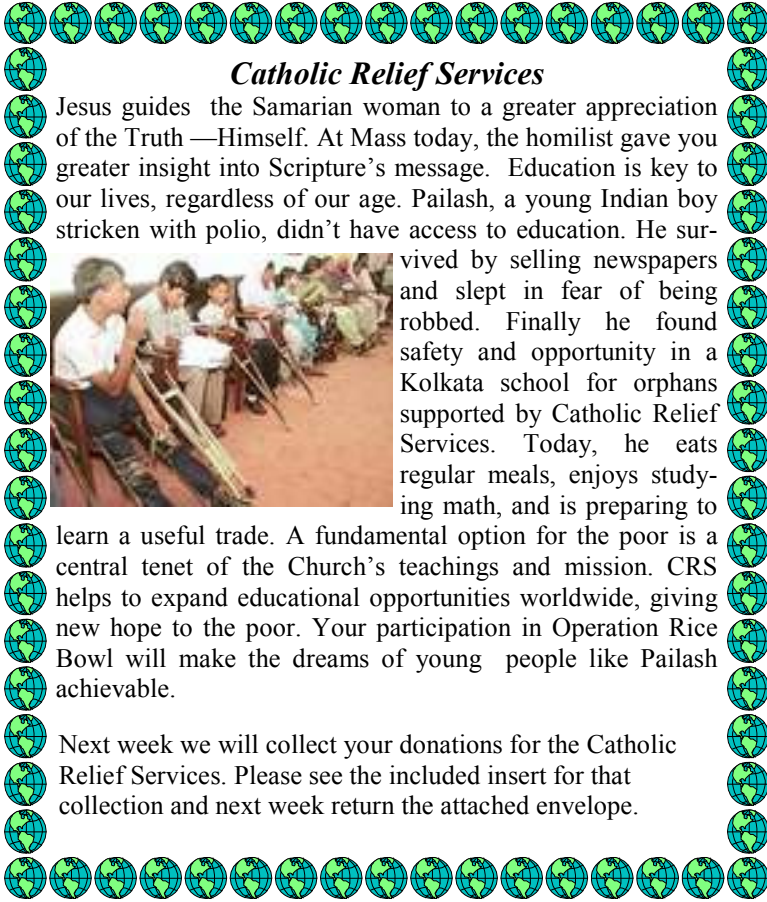 Catholic Relief Services
Jesus guides the Samarian woman to a greater appreciation
of the Truth —Himself. At Mass today, the homilist gave you
greater insight into Scripture’s message. Education is key to
our lives, regardless of our age. Pailash, a young Indian boy
stricken with polio, didn’t have access to education. He sur-
vived by selling newspapers
and slept in fear of being
robbed. Finally he found
safety and opportunity in a
Kolkata school for orphans
supported by Catholic Relief
Services. Today, he eats
regular meals, enjoys study-
ing math, and is preparing to
learn a useful trade. A fundamental option for the poor is a
central tenet of the Church’s teachings and mission. CRS
helps to expand educational opportunities worldwide, giving
new hope to the poor. Your participation in Operation Rice
Bowl will make the dreams of young people like Pailash
achievable.
Next week we will collect your donations for the Catholic
Relief Services. Please see the included insert for that
collection and next week return the attached envelope.